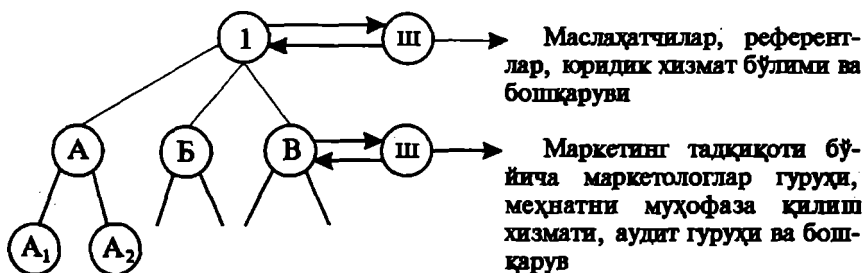 1
ш
Маслаҳатчилар, референт-
лар, юридик хизмат бўлими ва
бошқаруви
А
Б
В
ш
Маркетинг тадқиқоти бў-
йича маркетологлар гуруҳи,
меҳнатни муҳофаза қилиш
хизмати, аудит гуруҳи ва бош-
қарув
А₁
А₂